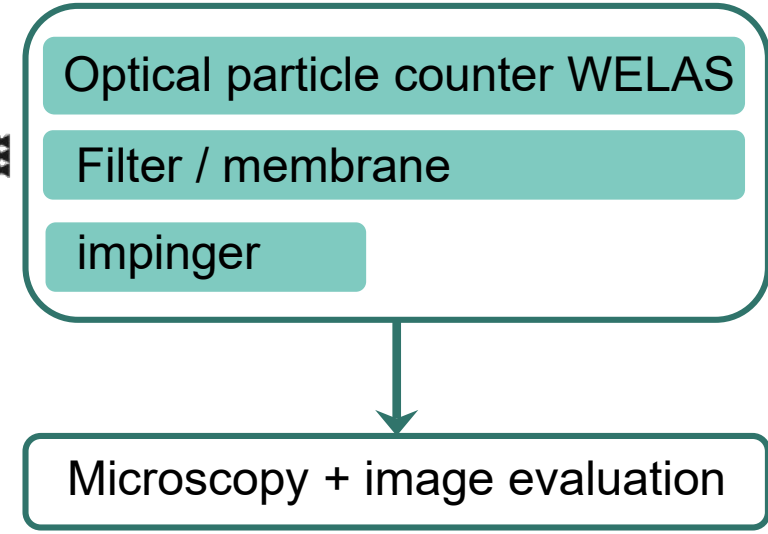 Optical particle counter WELAS
Filter / membrane
impinger
Microscopy + image evaluation